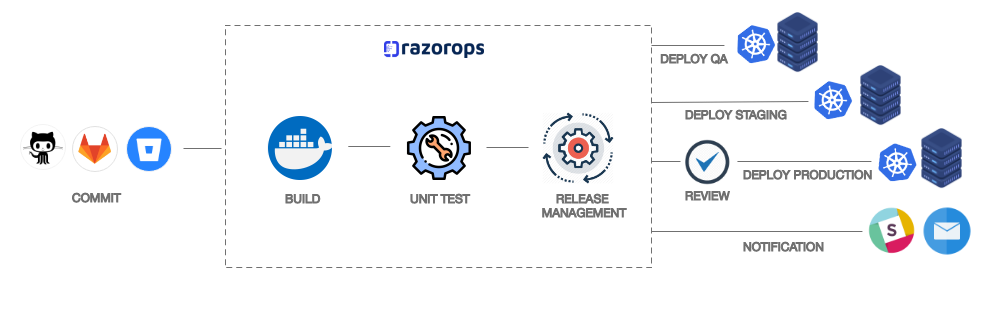 razorops
DEPLOY QA
DEPLOY STAGING
COMMIT
BUILD
UNIT TEST
RELEASE
MANAGEMENT
REVIEW
DEPLOY PRODUCTION
S
NOTIFICATION